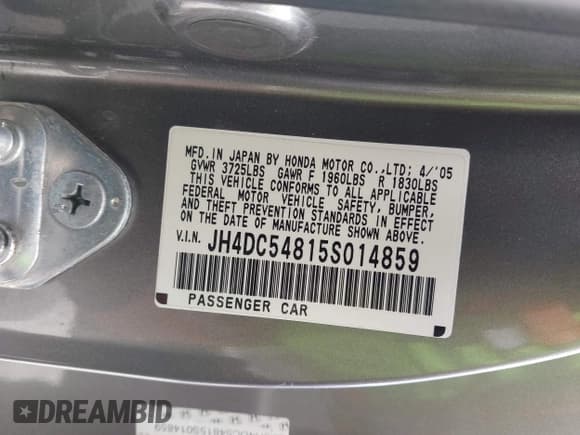 MFD. IN JAPAN BY HONDA MOTOR CO.,LTD; 4/'05
GVWR 3725LBS GAWR F 1960LBS R 1830LBS
THIS VEHICLE CONFORMS TO ALL APPLICABLE
FEDERAL MOTOR VEHICLE SAFETY, BUMPER,
AND THEFT PREVENTION STANDARDS IN EFFECT
ON THE DATE OF MANUFACTURE SHOWN ABOVE.
V.I.N. JH4DC54815S014859
PASSENGER CAR
DREAMBID